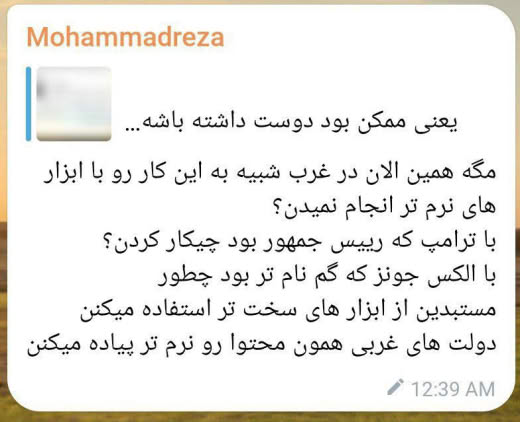 Mohammadreza
یعنی ممکن بود دوست داشته باشه...
مگه همین الان در غرب شبیه به این کار رو با ابزار
های نرم تر انجام نمیدن؟
با ترامپ که رییس جمهور بود چیکار کردن؟
با الکس جونز که گم نام تر بود چطور
مستبدین از ابزار های سخت تر استفاده میکنن
دولت های غربی همون محتوا رو نرم تر پیاده میکنن
12:39 AM